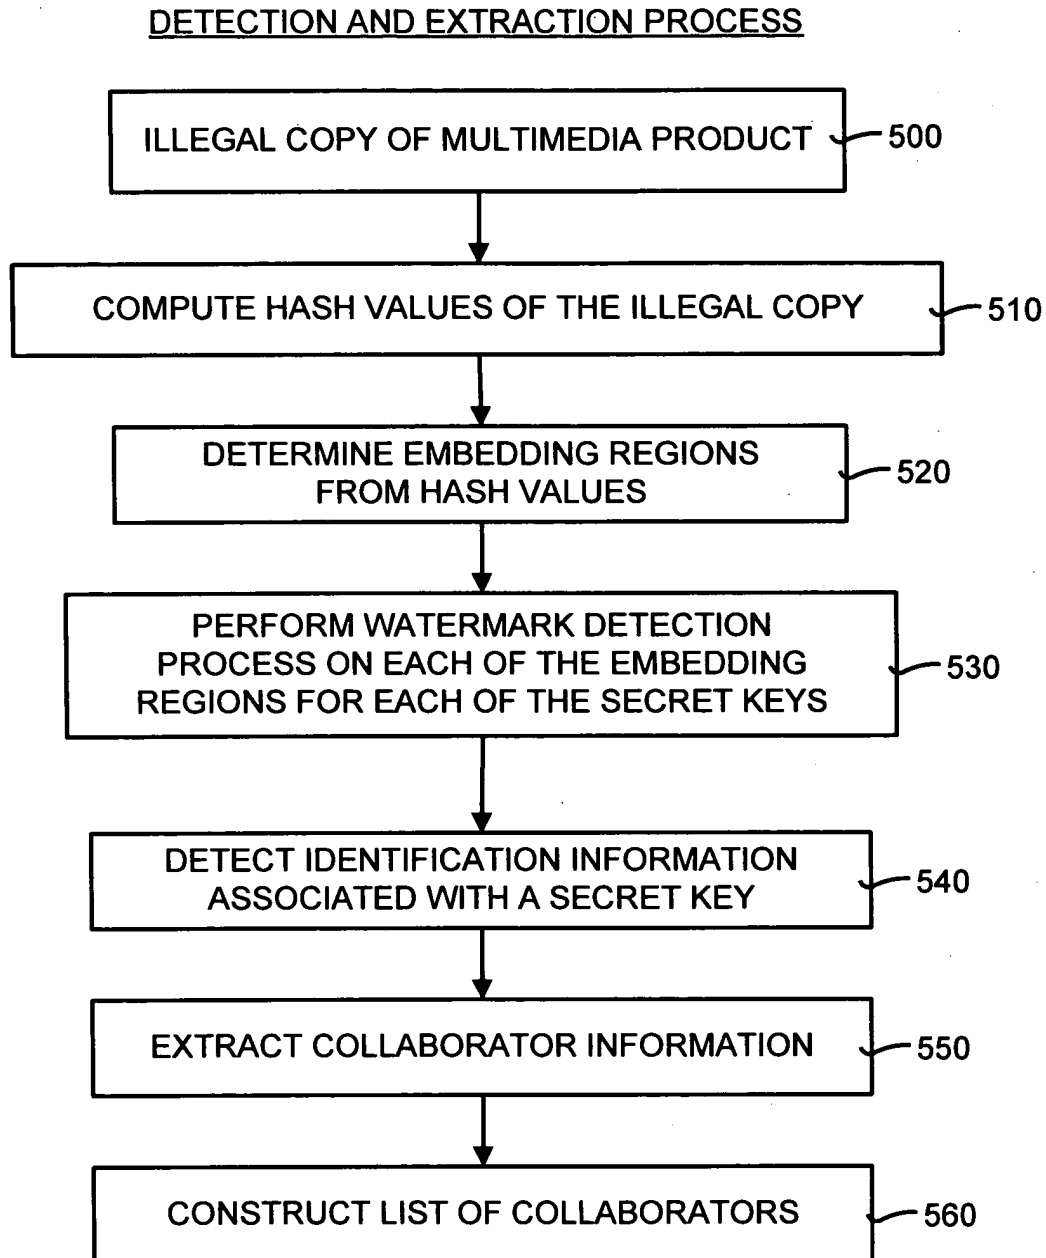 DETECTION AND EXTRACTION PROCESS
ILLEGAL COPY OF MULTIMEDIA PRODUCT
500
COMPUTE HASH VALUES OF THE ILLEGAL COPY
510
DETERMINE EMBEDDING REGIONS
FROM HASH VALUES
520
PERFORM WATERMARK DETECTION
PROCESS ON EACH OF THE EMBEDDING
REGIONS FOR EACH OF THE SECRET KEYS
530
DETECT IDENTIFICATION INFORMATION
ASSOCIATED WITH A SECRET KEY
540
EXTRACT COLLABORATOR INFORMATION
550
CONSTRUCT LIST OF COLLABORATORS
560